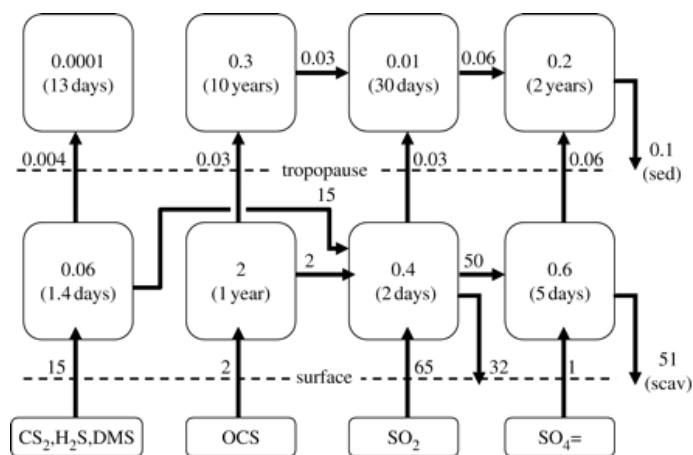 0.0001
(13 days)
0.3
(10 years)
0.03
0.01
(30 days)
0.06
0.2
(2 years)
0.004
0.03
tropopause
0.03
0.06
0.1
(sed)
15
0.06
(1.4 days)
2
(1 year)
2
0.4
(2 days)
50
0.6
(5 days)
15
2
surface
65
32
1
51
(scav)
CS₂,H₂S,DMS
OCS
SO₂
SO₄=